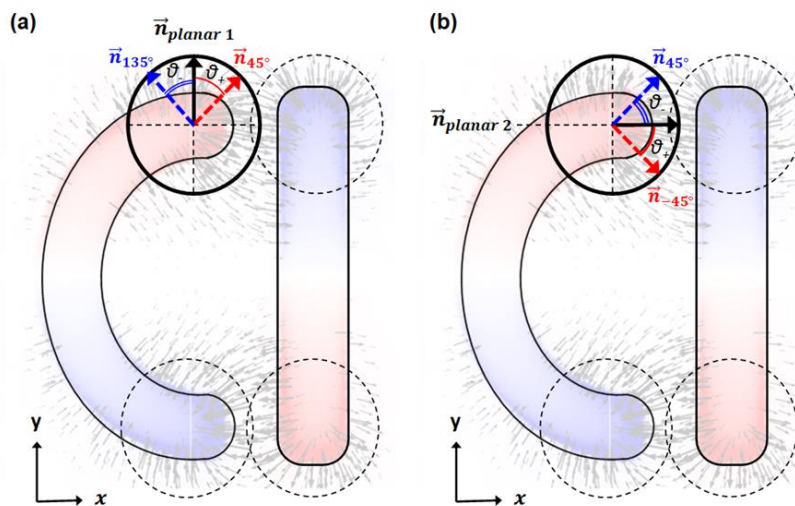 (a)
n⃗ planar 1
n⃗135°
ϑ-
ϑ+
n⃗45°
y
x
(b)
n⃗45°
ϑ-
n⃗planar 2
ϑ+
n⃗-45°
y
x